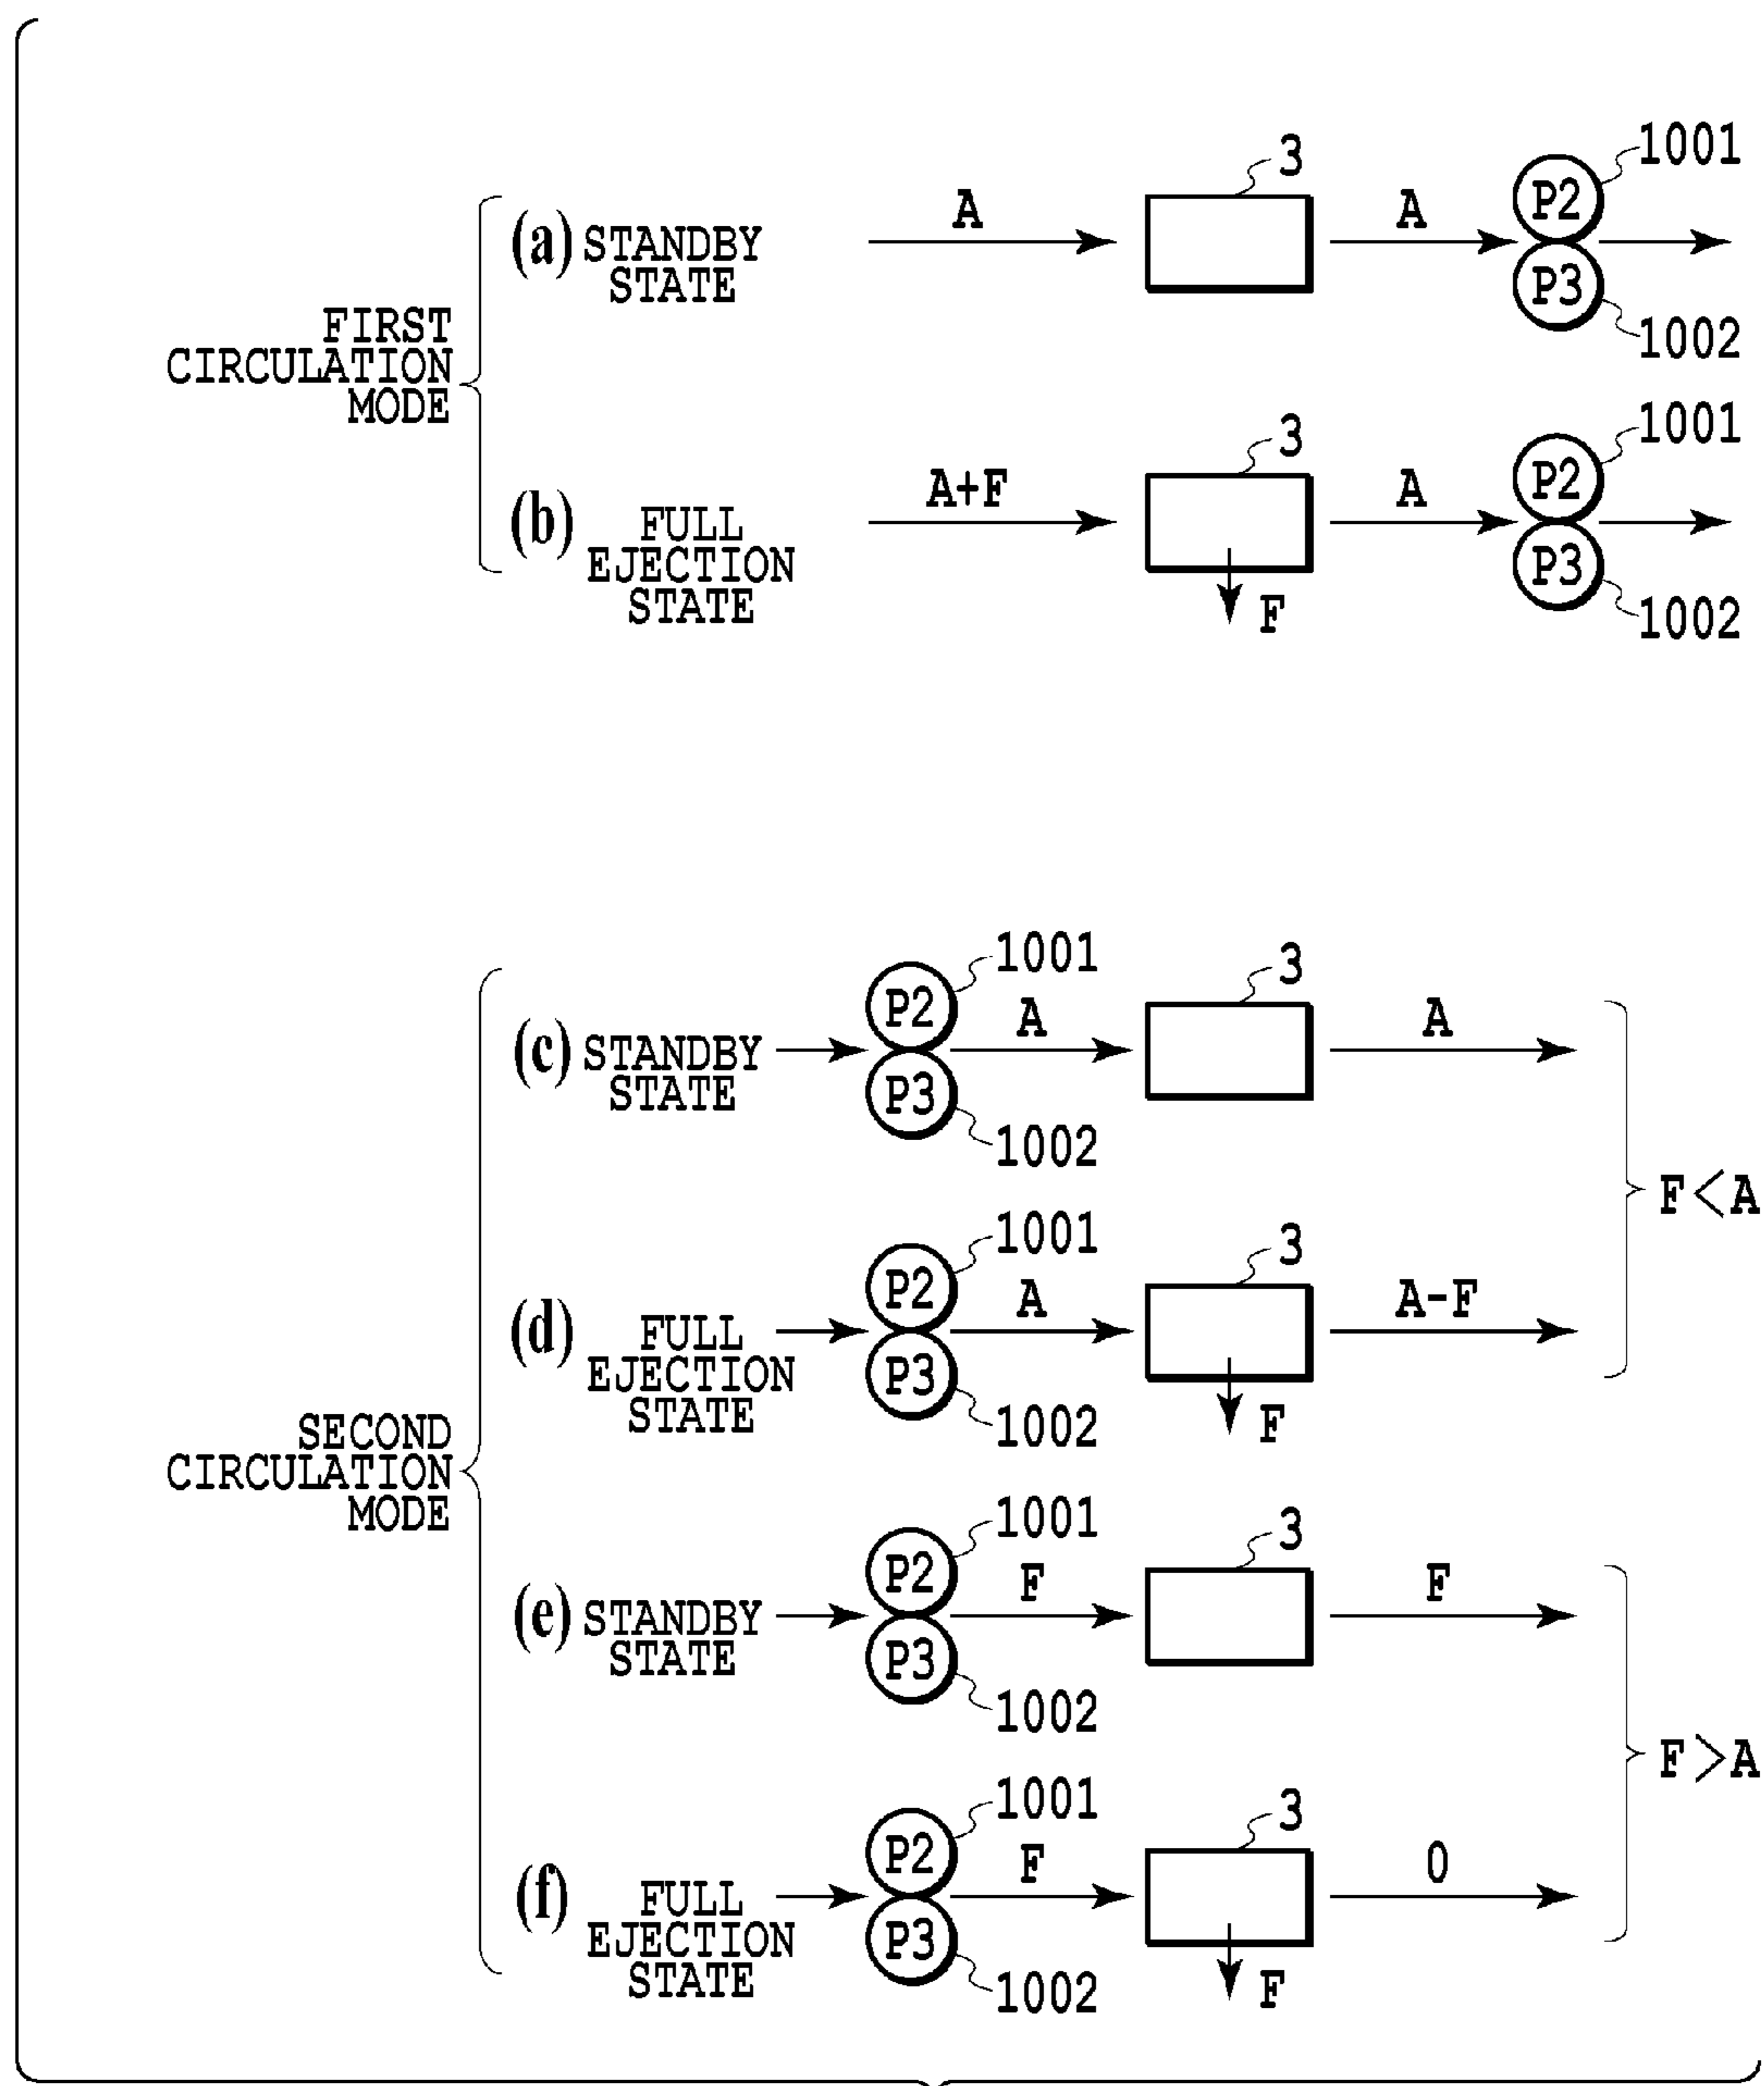 3
1001
A
A
P2
(a) STANDBY
STATE
P3
1002
FIRST
CIRCULATION
MODE
3
1001
A+F
A
P2
(b) FULL
EJECTION
STATE
P3
F
1002
1001
3
P2
A
A
(c) STANDBY
STATE
P3
1002
F<A
1001
3
P2
A
A-F
(d) FULL
EJECTION
STATE
P3
F
1002
SECOND
CIRCULATION
MODE
1001
3
P2
F
F
(e) STANDBY
STATE
P3
1002
F>A
1001
3
P2
F
0
(f) FULL
EJECTION
STATE
P3
F
1002